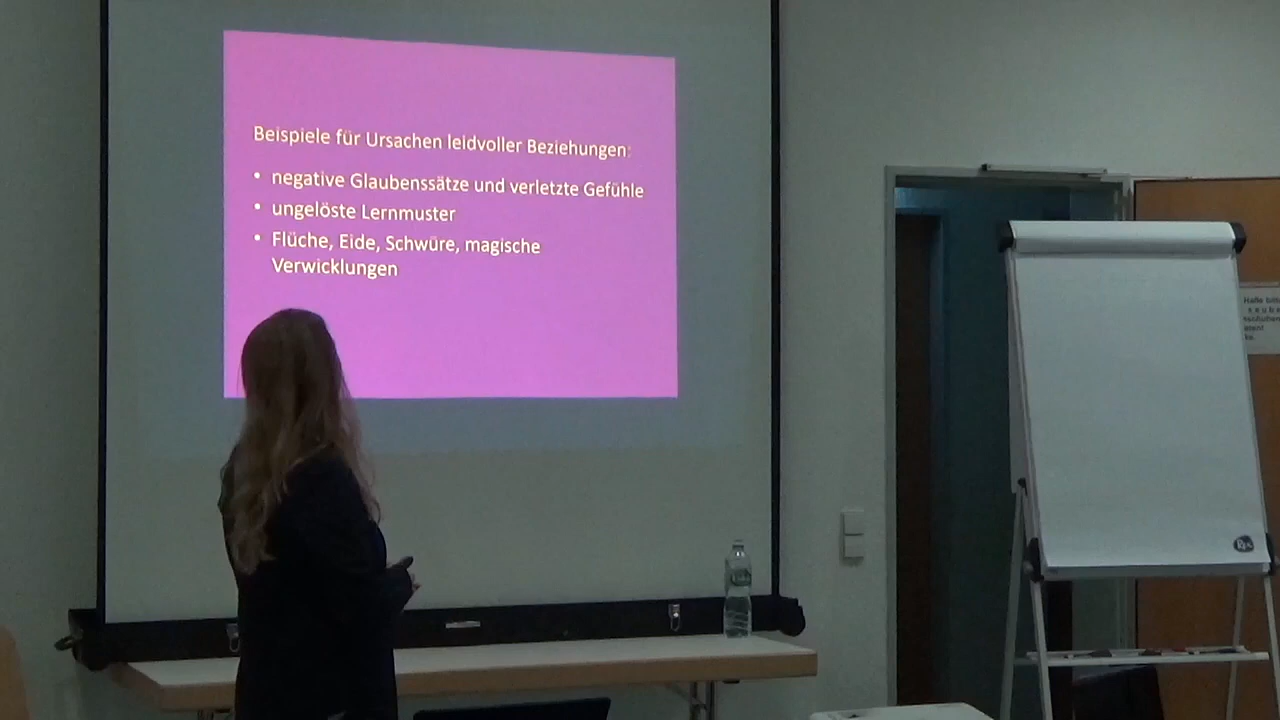 Beispiele für Ursachen leidvoller Beziehungen:
• negative Glaubenssätze und verletzte Gefühle
• ungelöste Lernmuster
• Flüche, Eide, Schwüre, magische
Verwicklungen